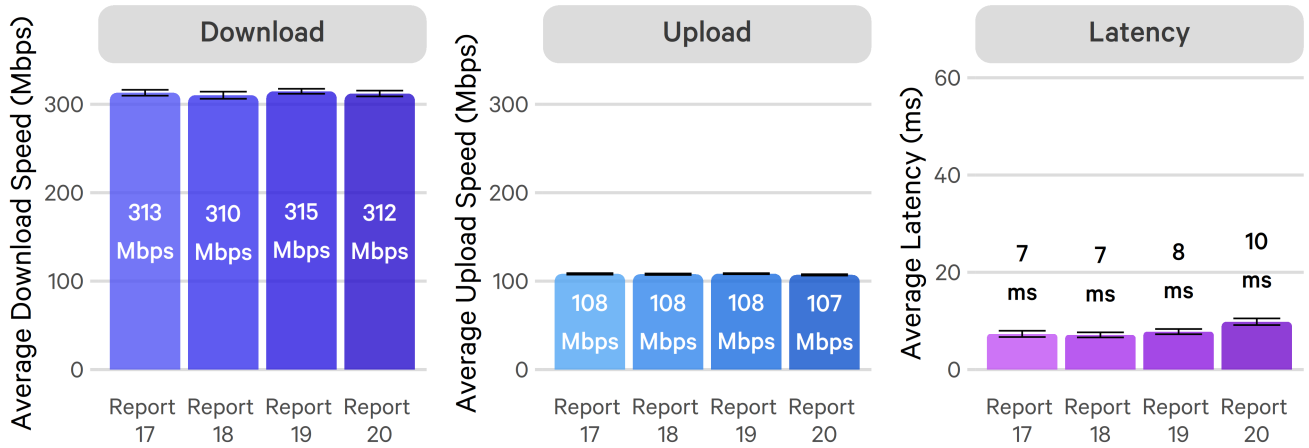 Download
Average Download Speed (Mbps)
300
200
100
0
313
Mbps
310
Mbps
315
Mbps
312
Mbps
Report
17
Report
18
Report
19
Report
20
Upload
Average Upload Speed (Mbps)
300
200
100
0
108
Mbps
108
Mbps
108
Mbps
107
Mbps
Report
17
Report
18
Report
19
Report
20
Latency
Average Latency (ms)
60
40
20
0
7
ms
7
ms
8
ms
10
ms
Report
17
Report
18
Report
19
Report
20